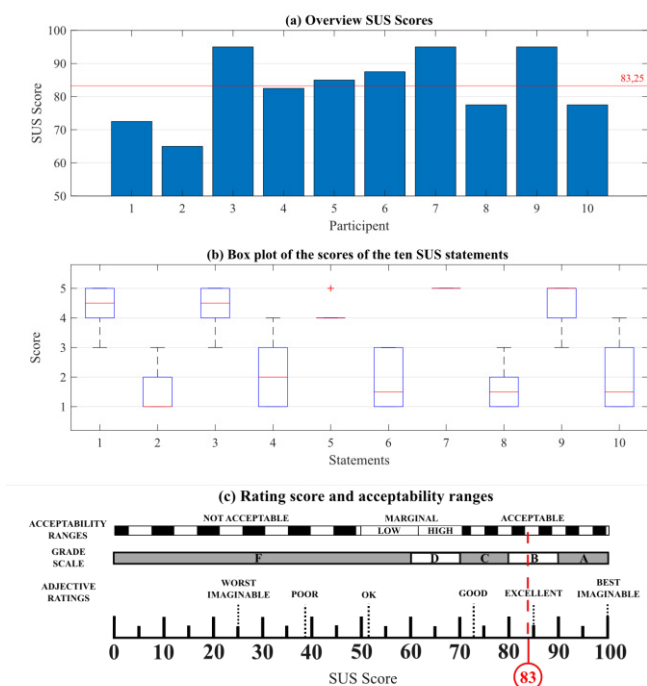 (a) Overview SUS Scores
100
90
80
70
60
50
SUS Score
83,25
1 2 3 4 5 6 7 8 9 10
Participent
(b) Box plot of the scores of the ten SUS statements
5
4
3
2
1
Score
1 2 3 4 5 6 7 8 9 10
Statements
(c) Rating score and acceptability ranges
ACCEPTABILITY
RANGES
NOT ACCEPTABLE MARGINAL ACCEPTABLE
LOW HIGH
GRADE
SCALE
F D C B A
ADJECTIVE
RATINGS
WORST
IMAGINABLE
POOR OK GOOD EXCELLENT
BEST
IMAGINABLE
0 10 20 30 40 50 60 70 80 90 100
SUS Score
83